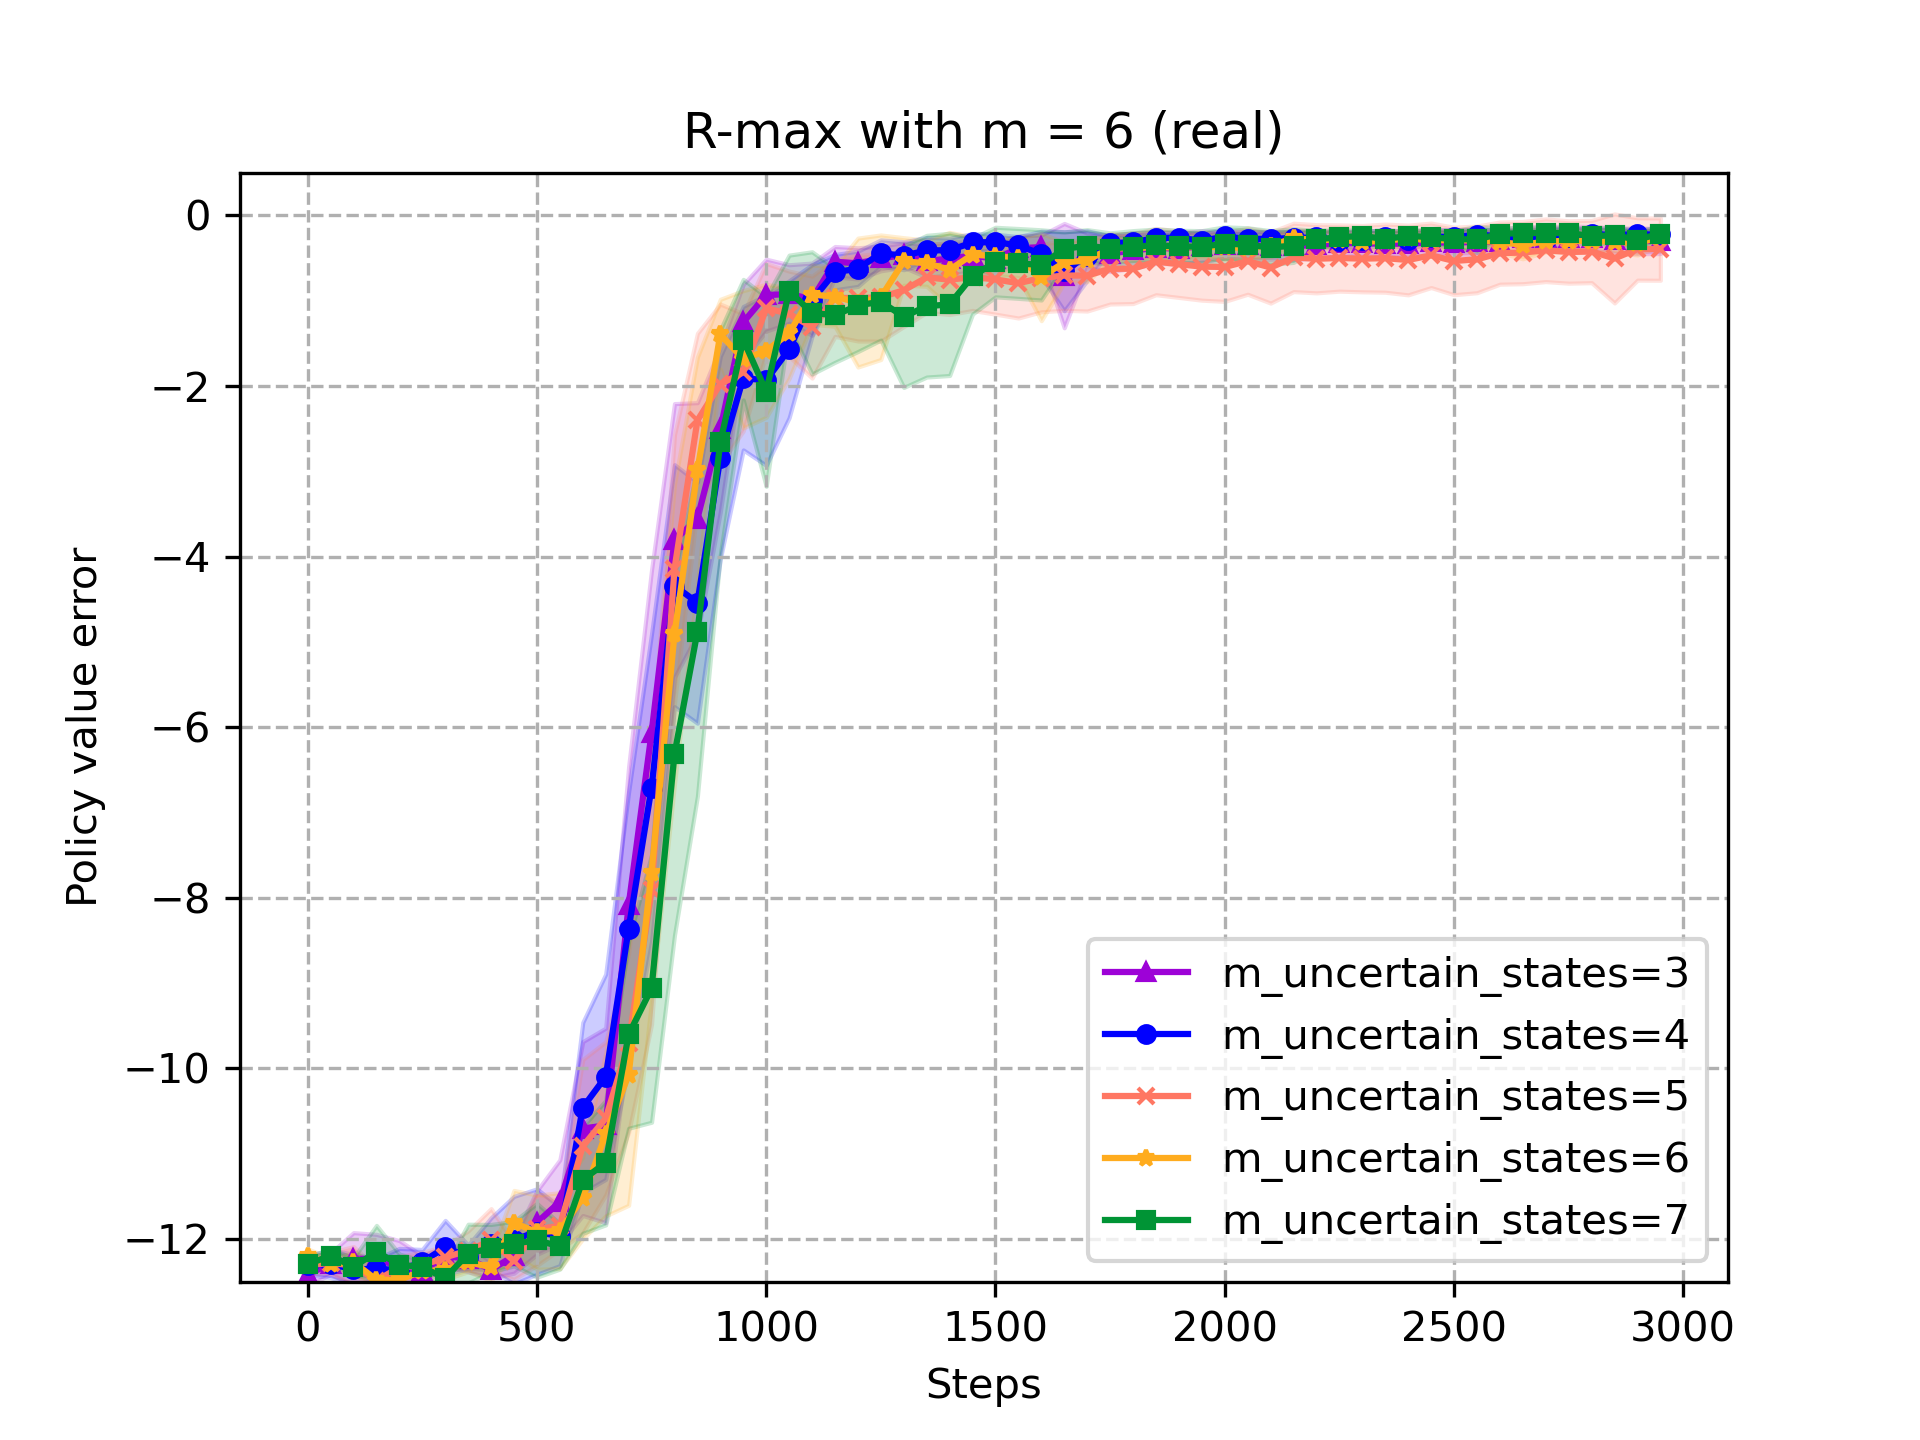 R-max with m = 6 (real)
Policy value error
0
−2
−4
−6
−8
−10
−12
0 500 1000 1500 2000 2500 3000
Steps
m_uncertain_states=3
m_uncertain_states=4
m_uncertain_states=5
m_uncertain_states=6
m_uncertain_states=7